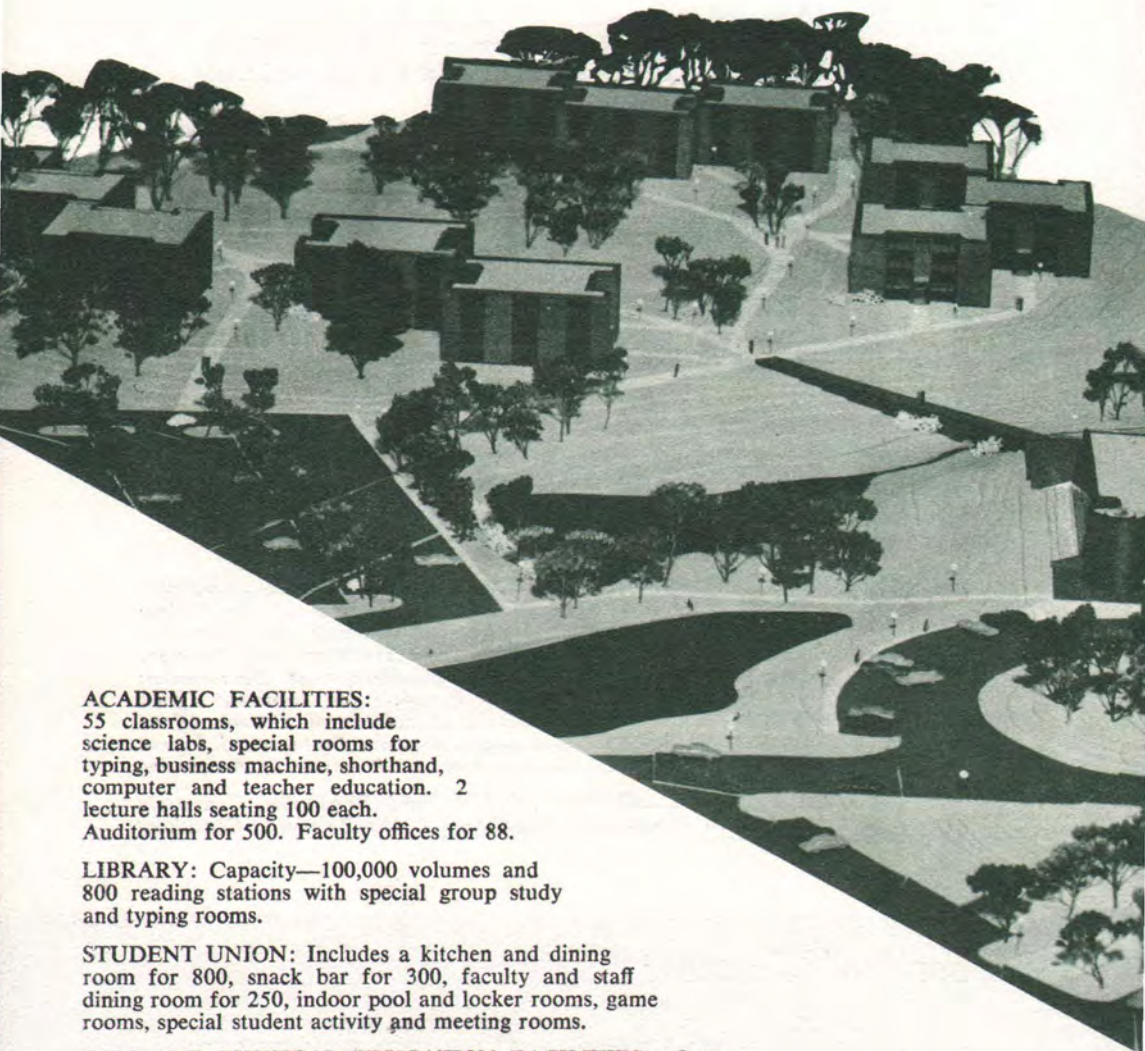 ACADEMIC FACILITIES:
55 classrooms, which include
science labs, special rooms for
typing, business machine, shorthand,
computer and teacher education. 2
lecture halls seating 100 each.
Auditorium for 500. Faculty offices for 88.
LIBRARY: Capacity—100,000 volumes and
800 reading stations with special group study
and typing rooms.
STUDENT UNION: Includes a kitchen and dining
room for 800, snack bar for 300, faculty and staff
dining room for 250, indoor pool and locker rooms, game
rooms, special student activity and meeting rooms.